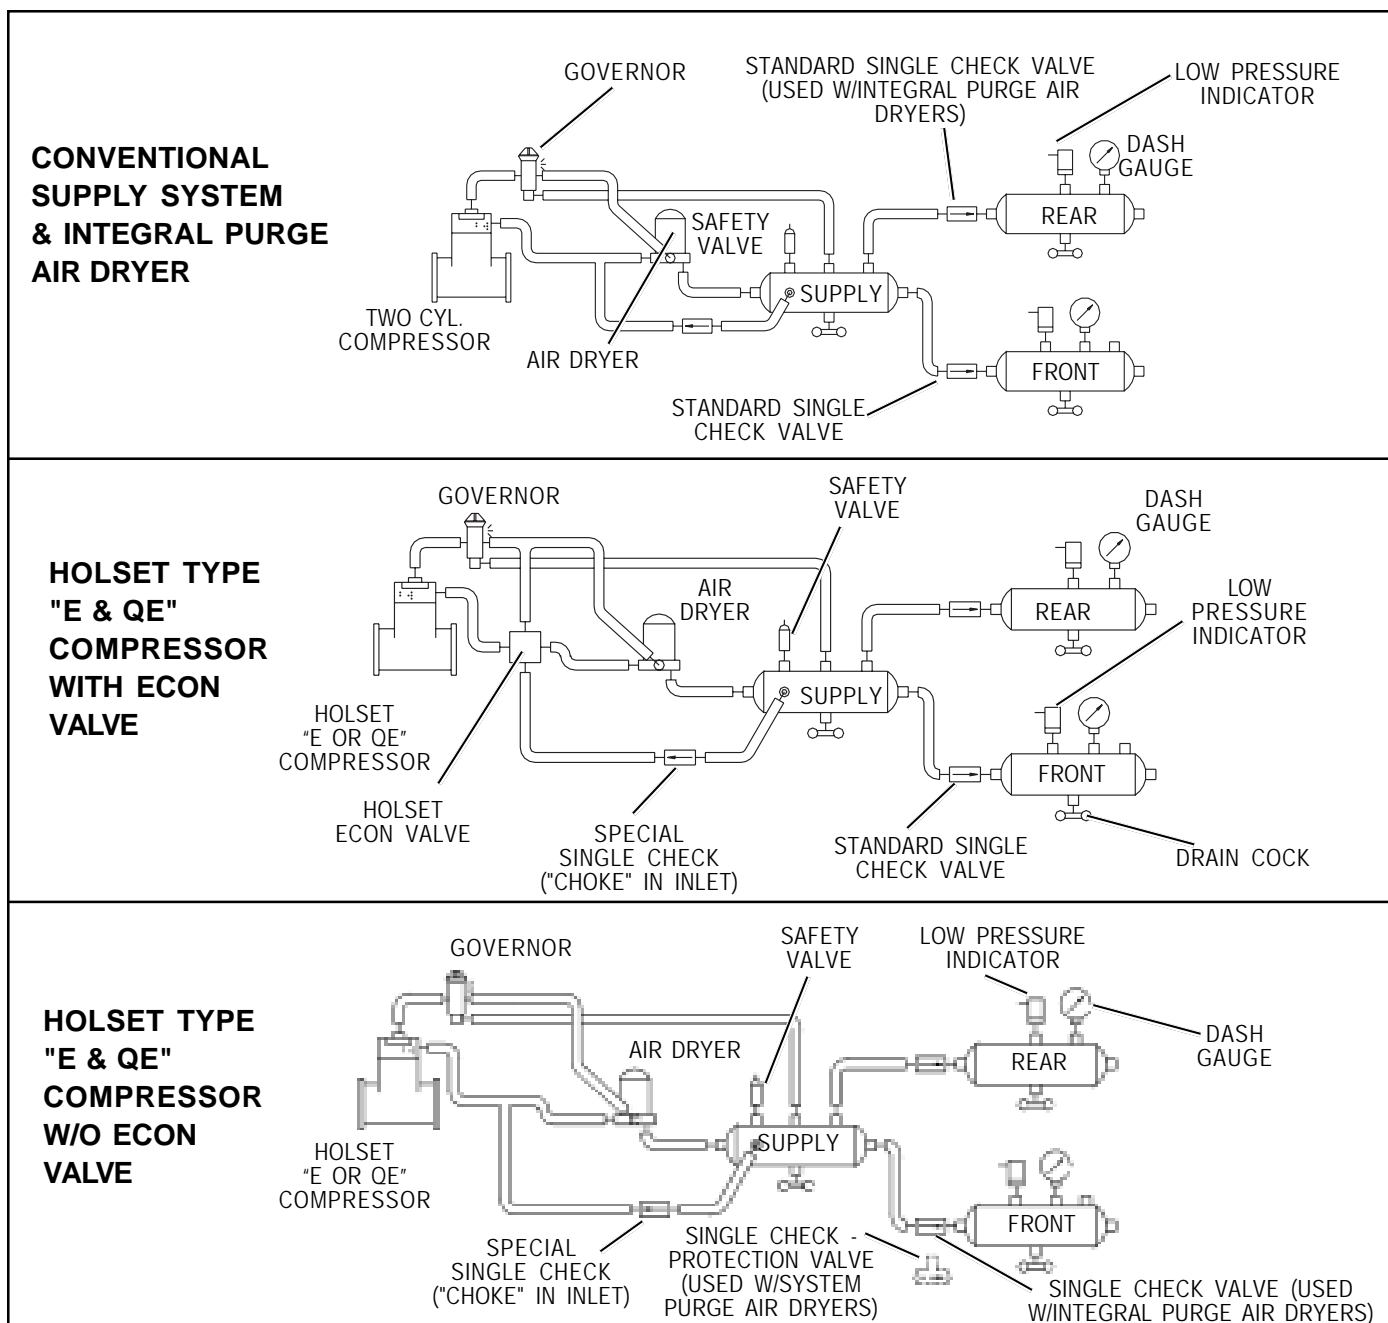 CONVENTIONAL
SUPPLY SYSTEM
& INTEGRAL PURGE
AIR DRYER
GOVERNOR
STANDARD SINGLE CHECK VALVE
(USED W/INTEGRAL PURGE AIR
DRYERS)
LOW PRESSURE
INDICATOR
DASH
GAUGE
REAR
SAFETY
VALVE
SUPPLY
TWO CYL.
COMPRESSOR
AIR DRYER
FRONT
STANDARD SINGLE
CHECK VALVE
HOLSET TYPE
"E & QE"
COMPRESSOR
WITH ECON
VALVE
GOVERNOR
SAFETY
VALVE
DASH
GAUGE
AIR
DRYER
REAR
LOW
PRESSURE
INDICATOR
SUPPLY
HOLSET
“E OR QE”
COMPRESSOR
HOLSET
ECON VALVE
FRONT
SPECIAL
SINGLE CHECK
("CHOKE" IN INLET)
STANDARD SINGLE
CHECK VALVE
DRAIN COCK
HOLSET TYPE
"E & QE"
COMPRESSOR
W/O ECON
VALVE
GOVERNOR
SAFETY
VALVE
LOW PRESSURE
INDICATOR
DASH
GAUGE
AIR DRYER
REAR
SUPPLY
HOLSET
“E OR QE”
COMPRESSOR
FRONT
SPECIAL
SINGLE CHECK
("CHOKE" IN INLET)
SINGLE CHECK -
PROTECTION VALVE
(USED W/SYSTEM
PURGE AIR DRYERS)
SINGLE CHECK VALVE (USED
W/INTEGRAL PURGE AIR DRYERS)